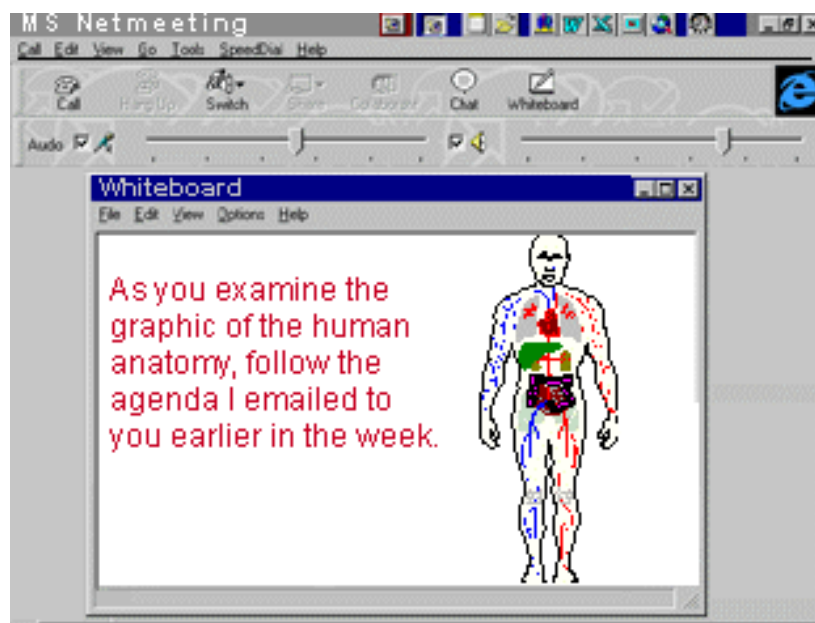 MS Netmeeting
Call Edit View Go Tools SpeedDial Help
Call Hang Up Switch Share Collaborate Chat Whiteboard
Audo
Whiteboard
File Edit View Options Help
As you examine the
graphic of the human
anatomy, follow the
agenda I emailed to
you earlier in the week.